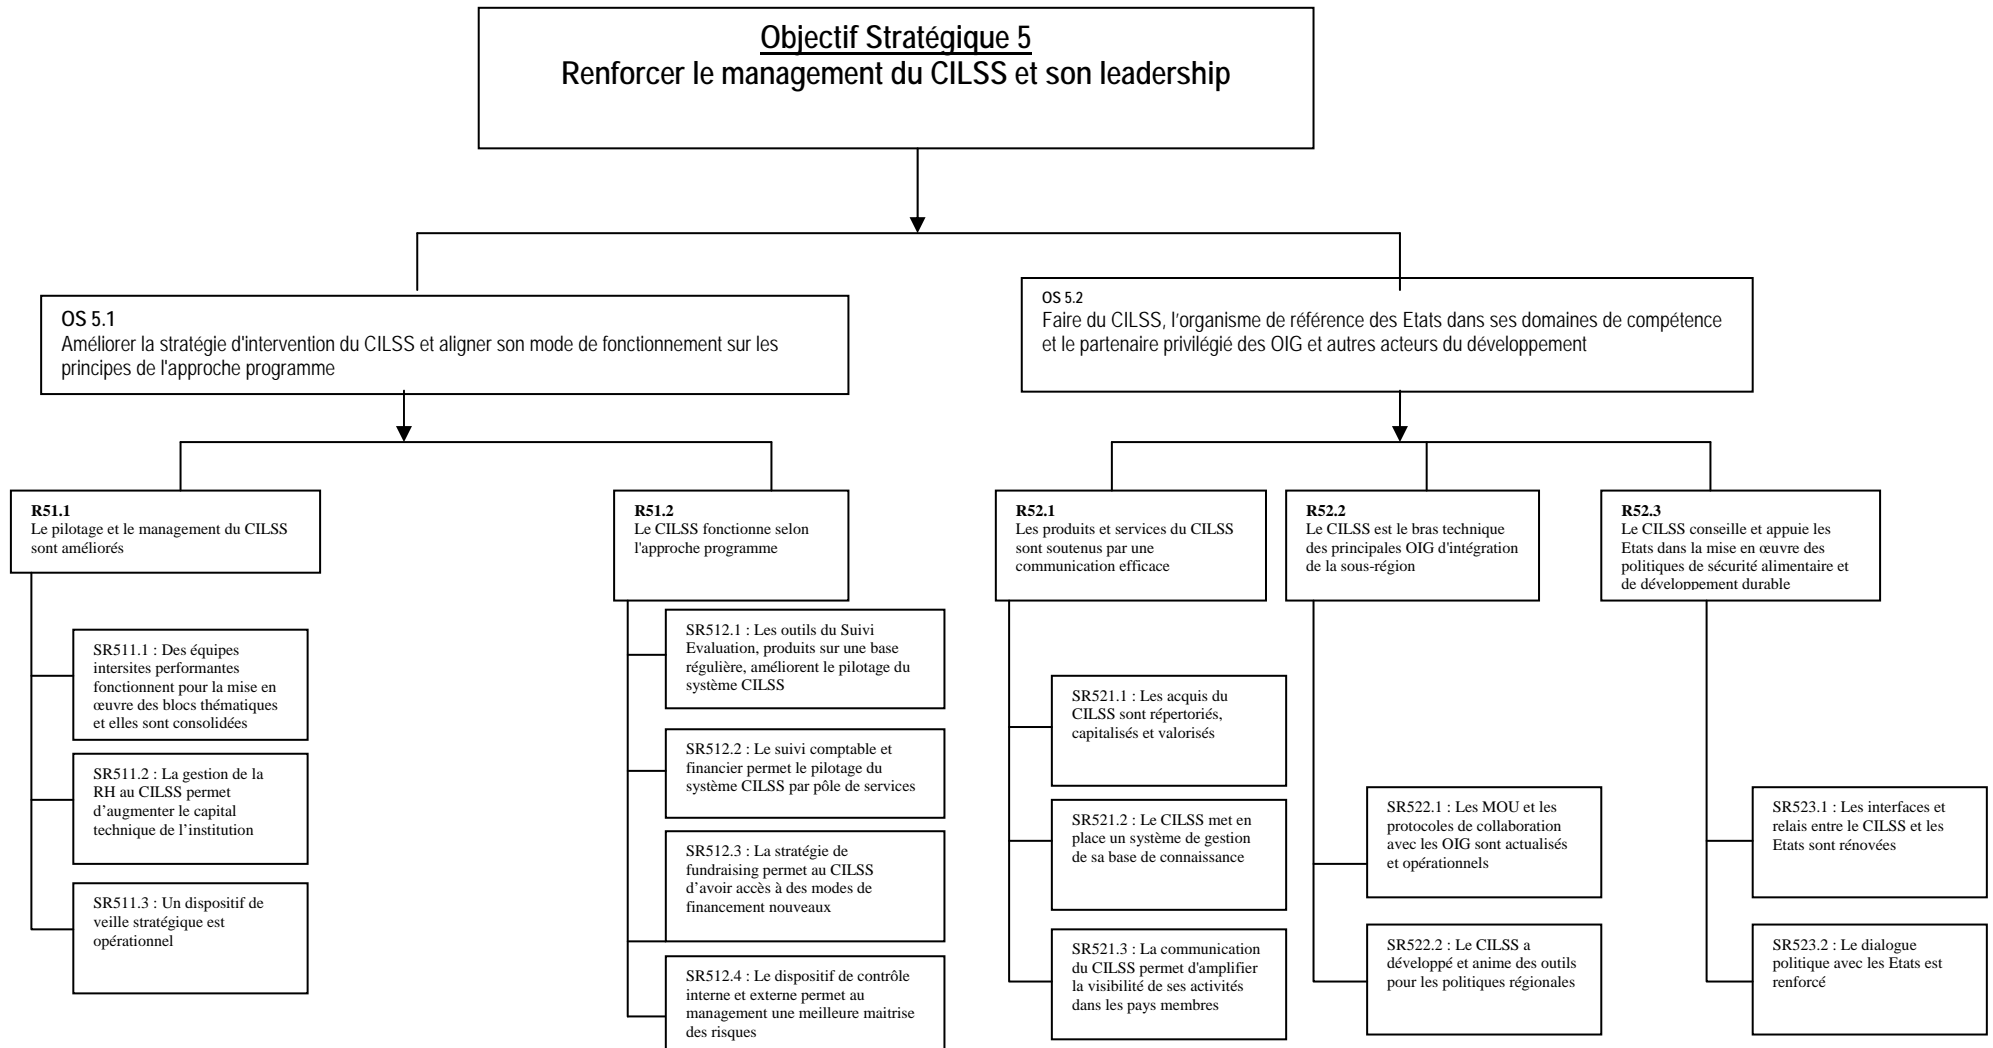 Objectif Stratégique 5
Renforcer le management du CILSS et son leadership
OS 5.1
Améliorer la stratégie d'intervention du CILSS et aligner son mode de fonctionnement sur les
principes de l'approche programme
OS 5.2
Faire du CILSS, l'organisme de référence des Etats dans ses domaines de compétence
et le partenaire privilégié des OIG et autres acteurs du développement
R51.1
Le pilotage et le management du CILSS
sont améliorés
R51.2
Le CILSS fonctionne selon
l'approche programme
R52.1
Les produits et services du CILSS
sont soutenus par une
communication efficace
R52.2
Le CILSS est le bras technique
des principales OIG d'intégration
de la sous-région
R52.3
Le CILSS conseille et appuie les
Etats dans la mise en œuvre des
politiques de sécurité alimentaire et
de développement durable
SR511.1 : Des équipes
intersites performantes
fonctionnent pour la mise en
œuvre des blocs thématiques
et elles sont consolidées
SR511.2 : La gestion de la
RH au CILSS permet
d’augmenter le capital
technique de l’institution
SR511.3 : Un dispositif de
veille stratégique est
opérationnel
SR512.1 : Les outils du Suivi
Evaluation, produits sur une base
régulière, améliorent le pilotage du
système CILSS
SR512.2 : Le suivi comptable et
financier permet le pilotage du
système CILSS par pôle de services
SR512.3 : La stratégie de
fundraising permet au CILSS
d’avoir accès à des modes de
financement nouveaux
SR512.4 : Le dispositif de contrôle
interne et externe permet au
management une meilleure maitrise
des risques
SR521.1 : Les acquis du
CILSS sont répertoriés,
capitalisés et valorisés
SR521.2 : Le CILSS met en
place un système de gestion
de sa base de connaissance
SR521.3 : La communication
du CILSS permet d'amplifier
la visibilité de ses activités
dans les pays membres
SR522.1 : Les MOU et les
protocoles de collaboration
avec les OIG sont actualisés
et opérationnels
SR522.2 : Le CILSS a
développé et anime des outils
pour les politiques régionales
SR523.1 : Les interfaces et
relais entre le CILSS et les
Etats sont rénovées
SR523.2 : Le dialogue
politique avec les Etats est
renforcé